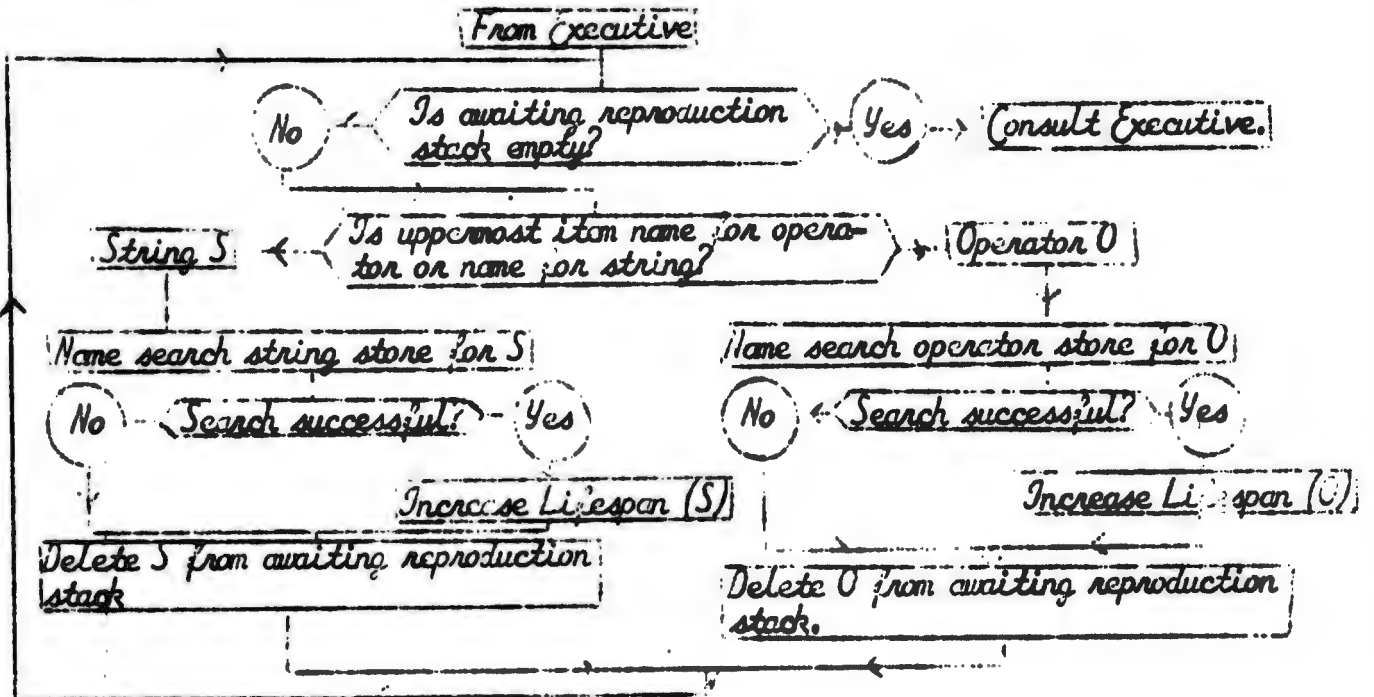 From Executive
Is awaiting reproduction
stack empty?
No
Yes
Consult Executive.
Is uppermost item name for opera-
tor or name for string?
String S
Operator O
Name search string store for S
Name search operator store for O
No
Search successful?
Yes
No
Search successful?
Yes
Increase Lifespan (S)
Increase Lifespan (O)
Delete S from awaiting reproduction
stack
Delete O from awaiting reproduction
stack.